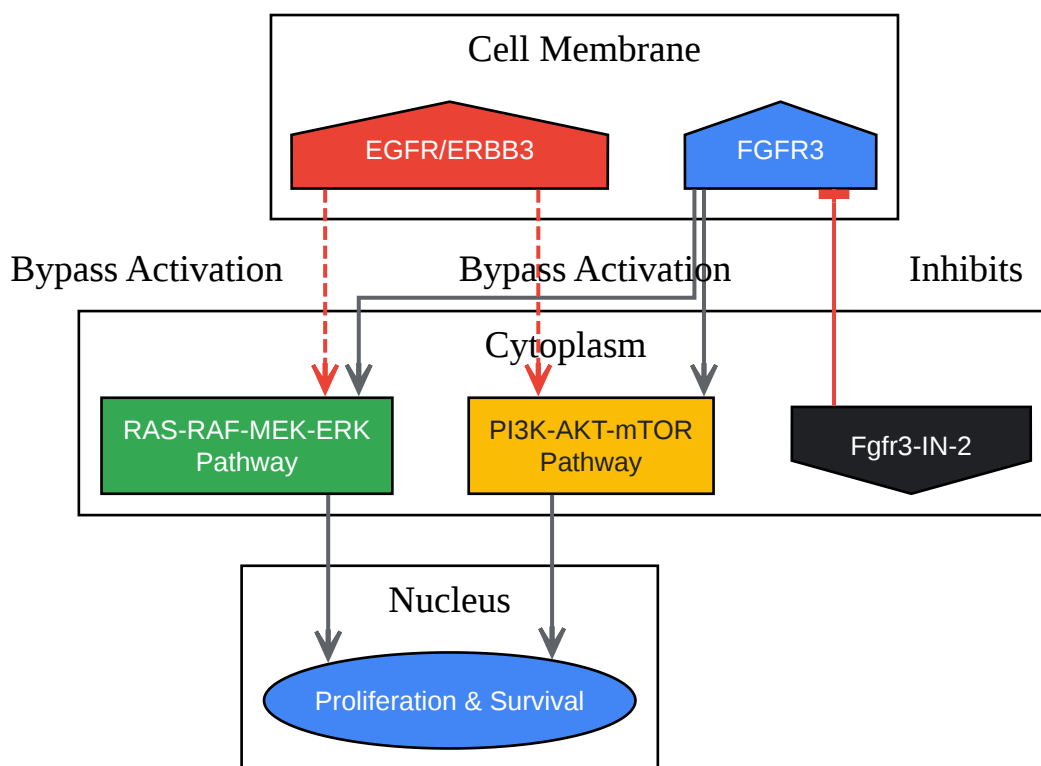 Cell Membrane
EGFR/ERBB3
FGFR3
Bypass Activation
Bypass Activation
Inhibits
Cytoplasm
RAS-RAF-MEK-ERK
Pathway
PI3K-AKT-mTOR
Pathway
Fgfr3-IN-2
Nucleus
Proliferation & Survival